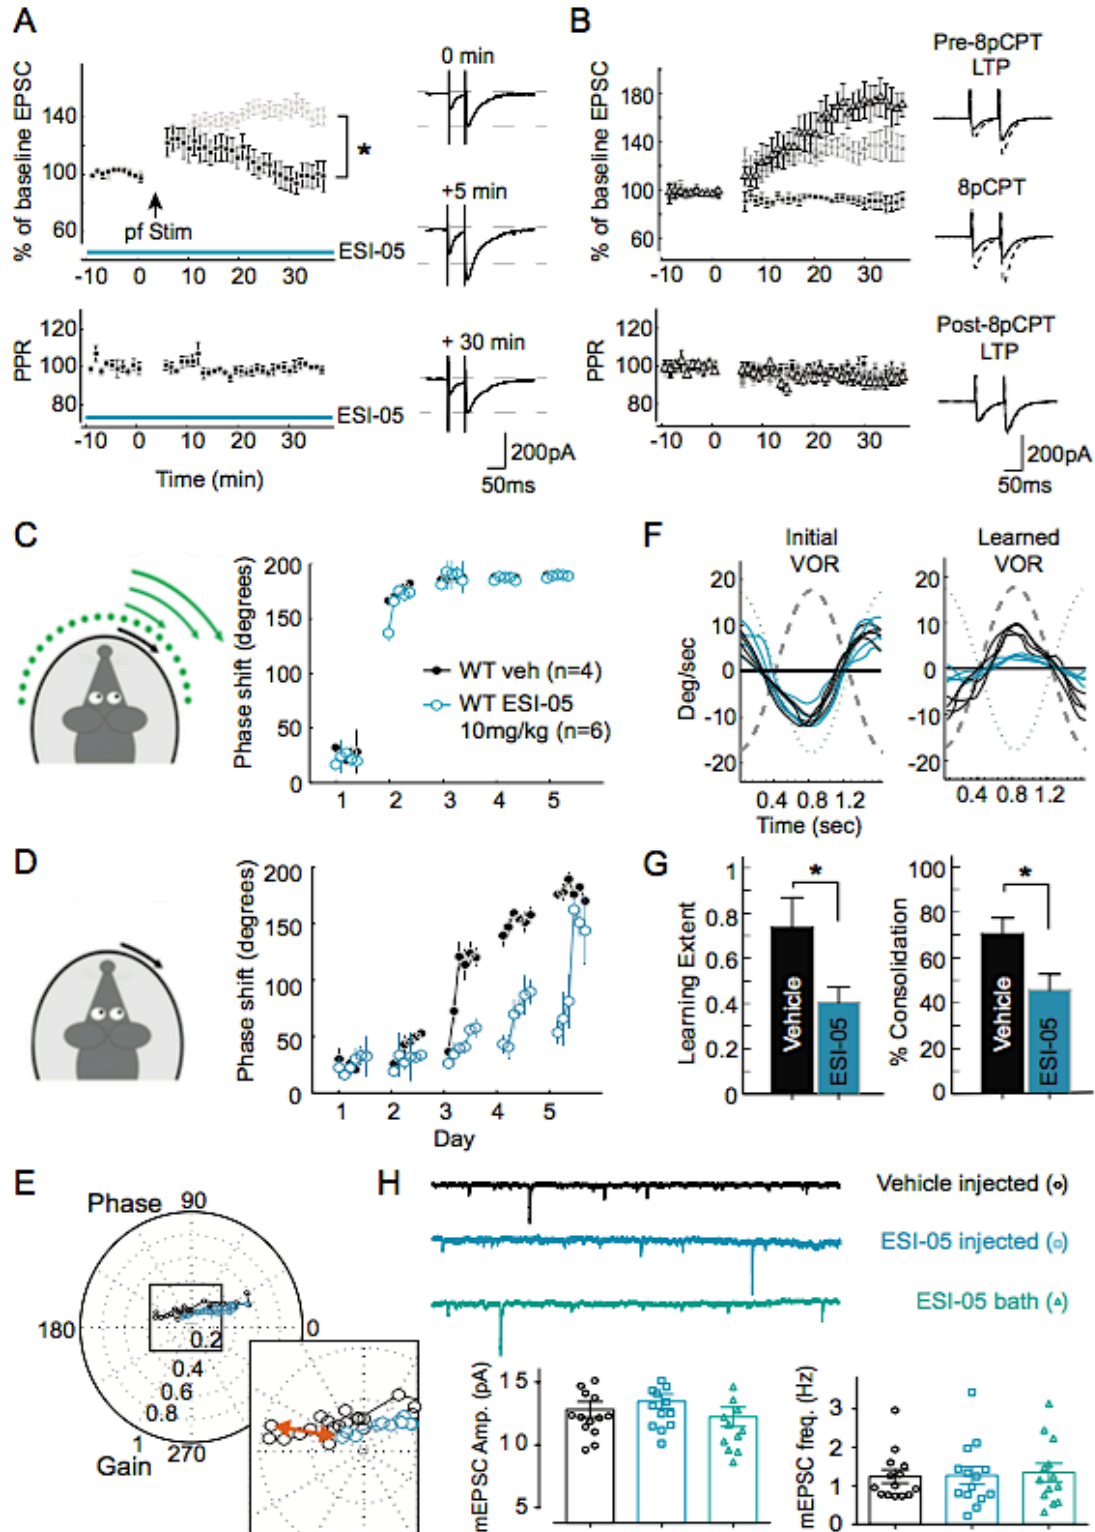 A
% of baseline EPSC
140
100
60
pf Stim
*
ESI-05
-10 0 10 20 30
0 min
+5 min
+ 30 min
PPR
120
100
80
ESI-05
-10 0 10 20 30
Time (min)
200pA
50ms
B
% of baseline EPSC
180
140
100
60
-10 0 10 20 30
Pre-8pCPT
LTP
8pCPT
Post-8pCPT
LTP
PPR
120
100
80
-10 0 10 20 30
200pA
50ms
C
Phase shift (degrees)
200
150
100
50
0
WT veh (n=4)
WT ESI-05
10mg/kg (n=6)
1 2 3 4 5
D
Phase shift (degrees)
200
150
100
50
0
1 2 3 4 5
Day
F
Initial
VOR
Learned
VOR
Deg/sec
20
10
0
-10
-20
0.4 0.8 1.2
Time (sec)
20
10
0
-10
-20
0.4 0.8 1.2
G
Learning Extent
1
0.8
0.6
0.4
0.2
0
*
Vehicle
ESI-05
% Consolidation
100
80
60
40
20
0
*
Vehicle
ESI-05
E
Phase
90
180
0
0.2
0.4
0.6
0.8
1
270
Gain
H
Vehicle injected (o)
ESI-05 injected (□)
ESI-05 bath (△)
mEPSC Amp. (pA)
15
10
5
mEPSC freq. (Hz)
3
2
1
0